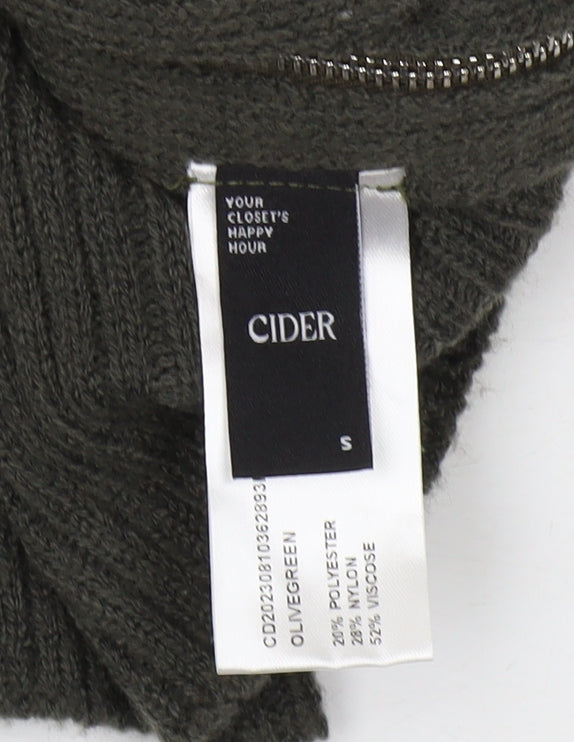 YOUR
CLOSET'S
HAPPY
HOUR
CIDER
S
CD20230810362893
OLIVEGREEN
20% POLYESTER
28% NYLON
52% VISCOSE